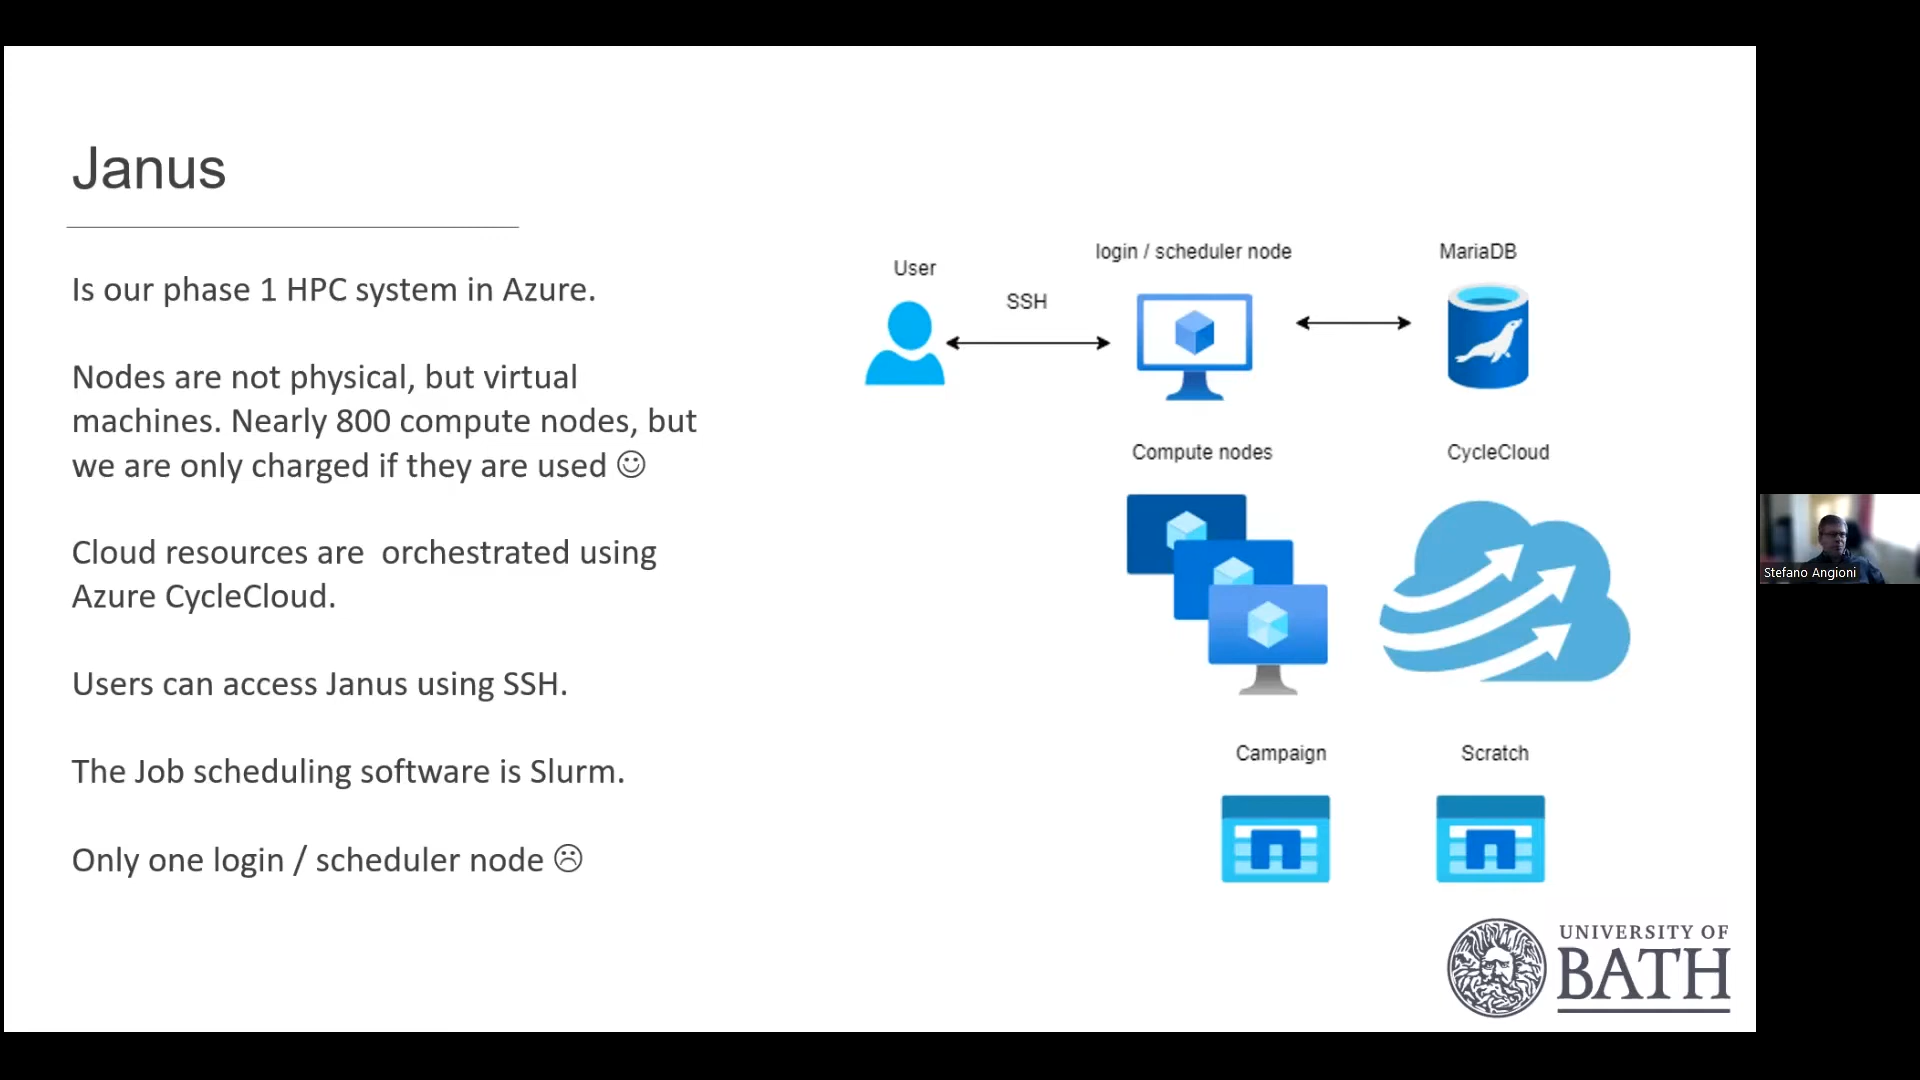 Janus
Is our phase 1 HPC system in Azure.
Nodes are not physical, but virtual
machines. Nearly 800 compute nodes, but
we are only charged if they are used ☺
Cloud resources are  orchestrated using
Azure CycleCloud.
Users can access Janus using SSH.
The Job scheduling software is Slurm.
Only one login / scheduler node ☹
User
SSH
login / scheduler node
MariaDB
Compute nodes
CycleCloud
Campaign
Scratch
UNIVERSITY OF
BATH
Stefano Angioni